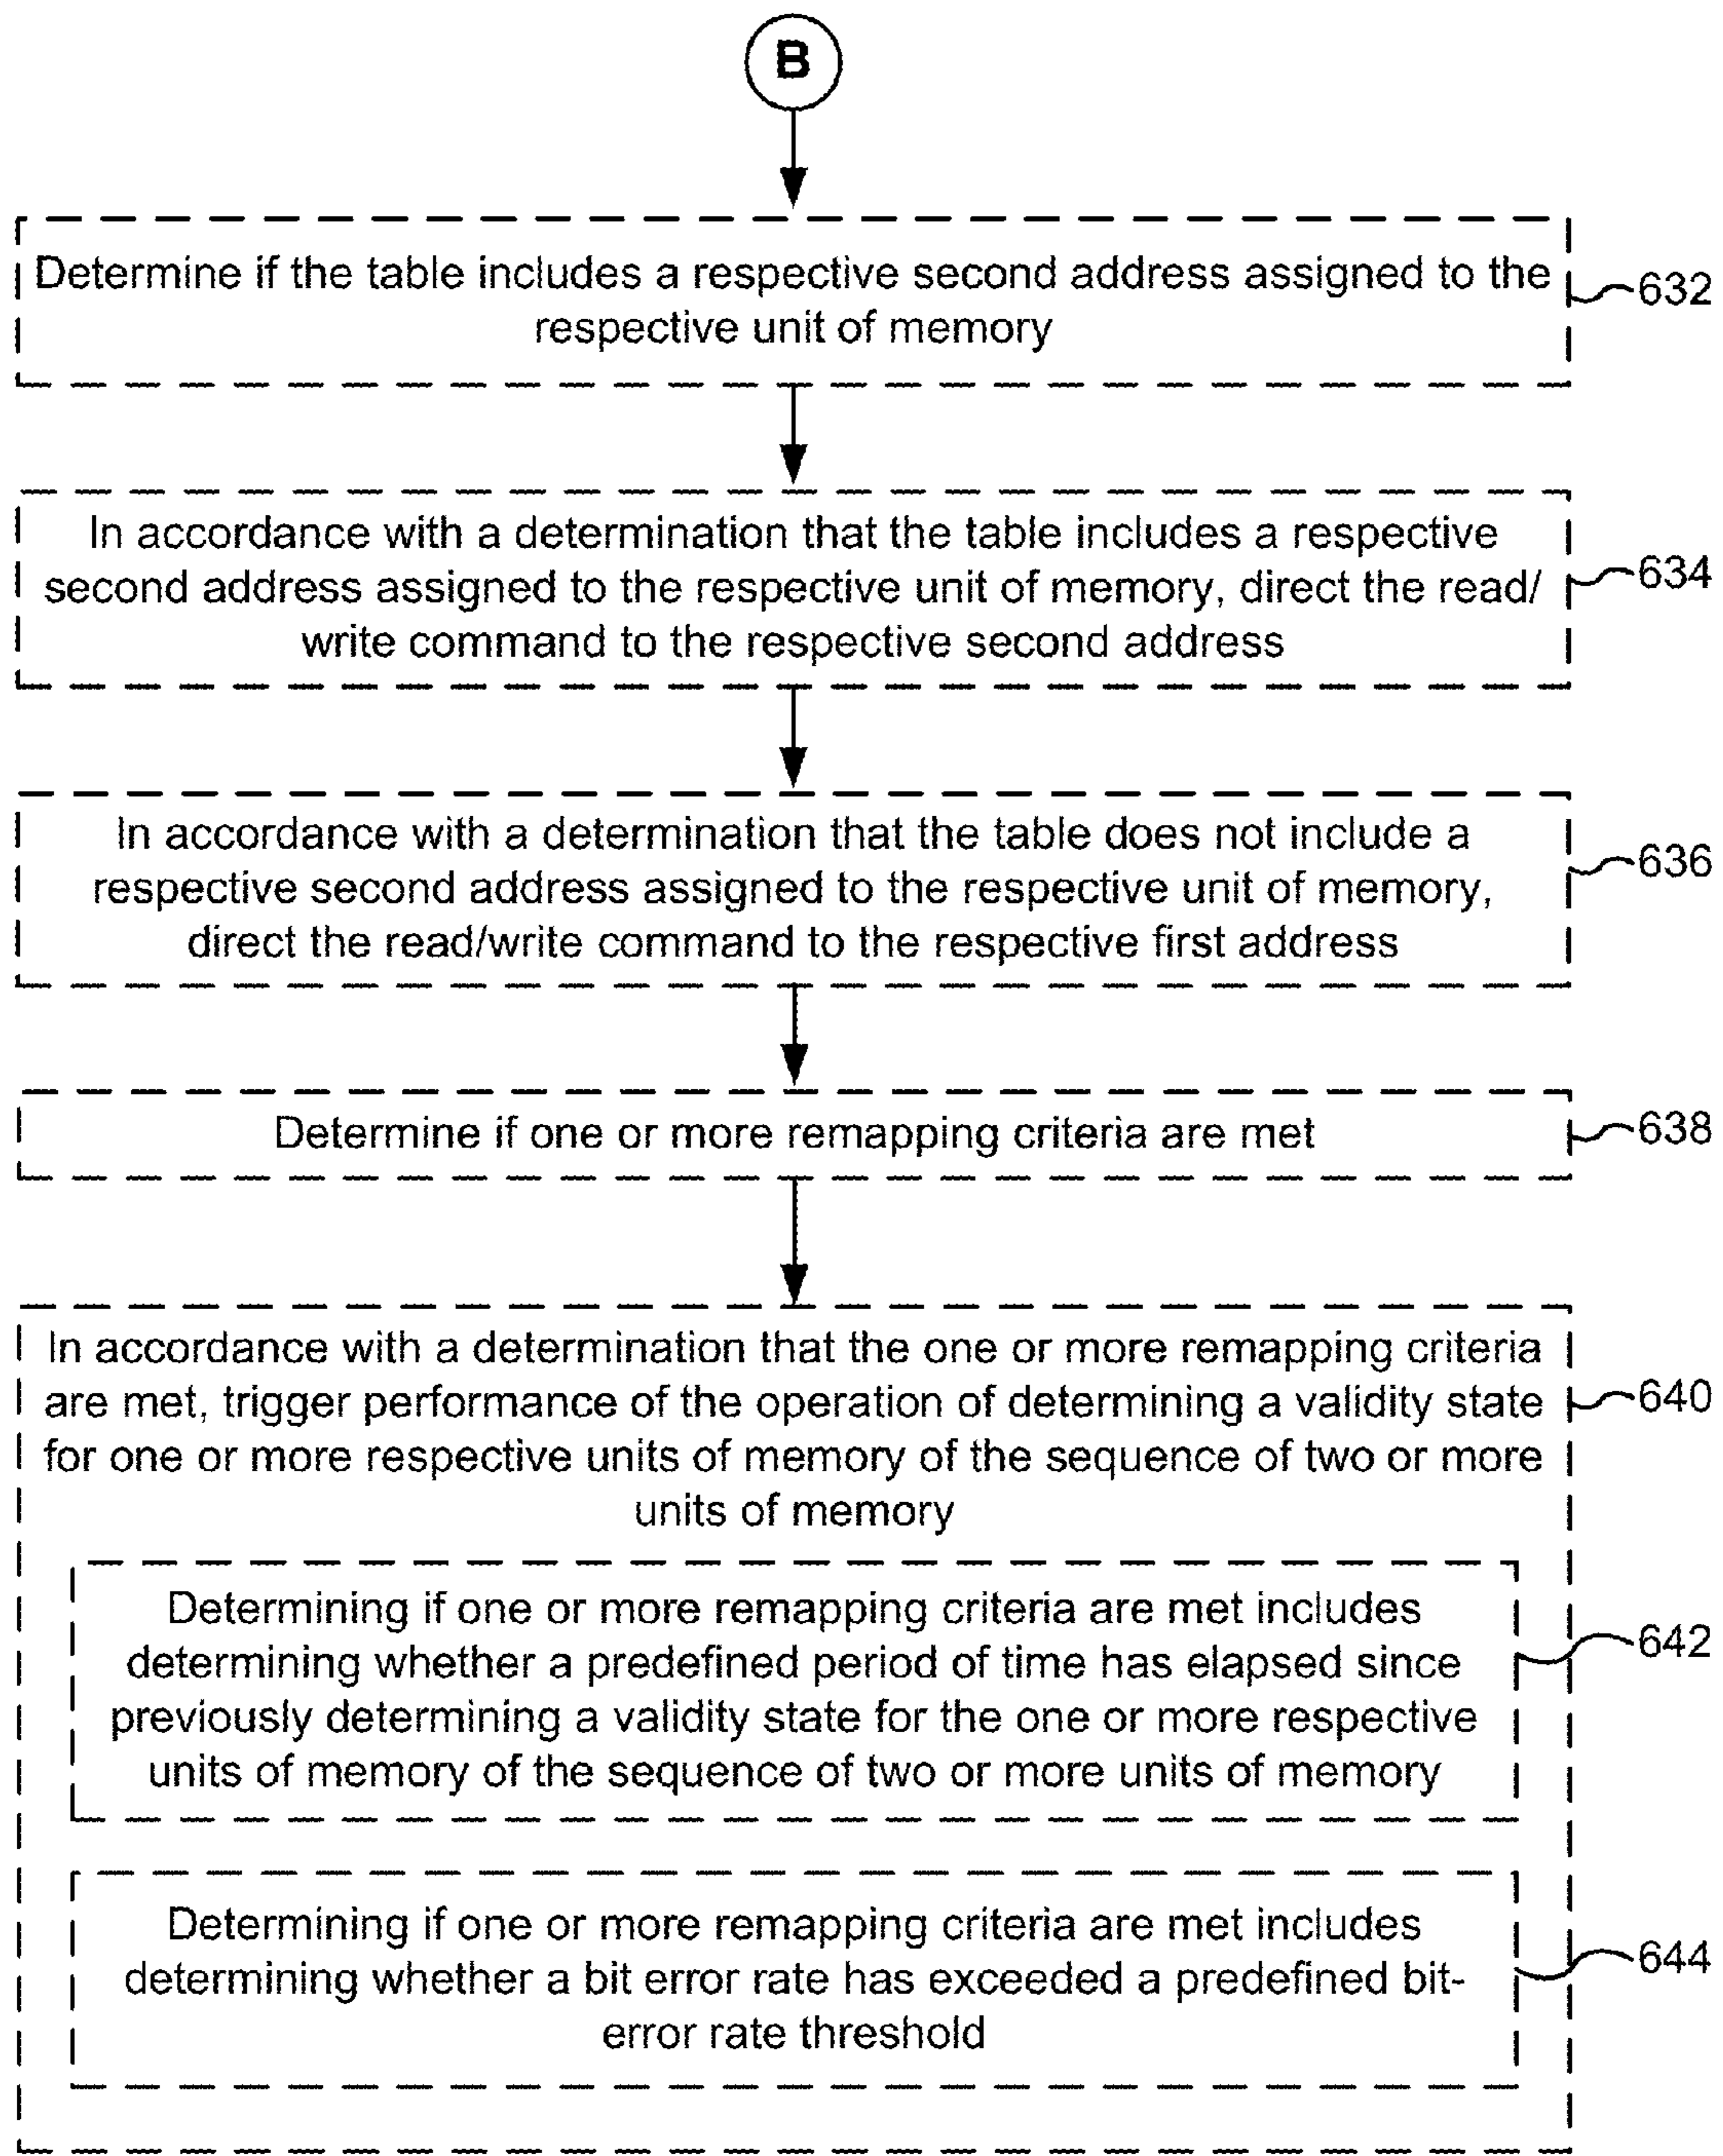 B
Determine if the table includes a respective second address assigned to the
respective unit of memory
632
In accordance with a determination that the table includes a respective
second address assigned to the respective unit of memory, direct the read/
write command to the respective second address
634
In accordance with a determination that the table does not include a
respective second address assigned to the respective unit of memory,
direct the read/write command to the respective first address
636
Determine if one or more remapping criteria are met
638
In accordance with a determination that the one or more remapping criteria
are met, trigger performance of the operation of determining a validity state
for one or more respective units of memory of the sequence of two or more
units of memory
640
Determining if one or more remapping criteria are met includes
determining whether a predefined period of time has elapsed since
previously determining a validity state for the one or more respective
units of memory of the sequence of two or more units of memory
642
Determining if one or more remapping criteria are met includes
determining whether a bit error rate has exceeded a predefined bit-
error rate threshold
644